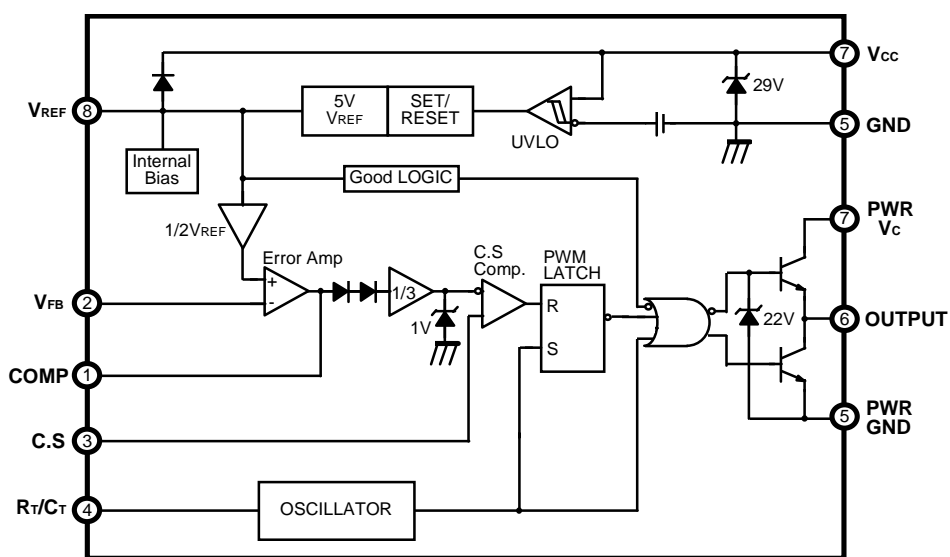 7 VCC
29V
VREF 8
5V
VREF
SET/
RESET
UVLO
5 GND
Internal
Bias
Good LOGIC
1/2VREF
PWR
7 VC
Error Amp
C.S
Comp.
PWM
LATCH
+
-
1/3
VFB 2
R
1V
22V
6 OUTPUT
S
COMP 1
5 PWR
GND
C.S 3
RT/CT 4
OSCILLATOR